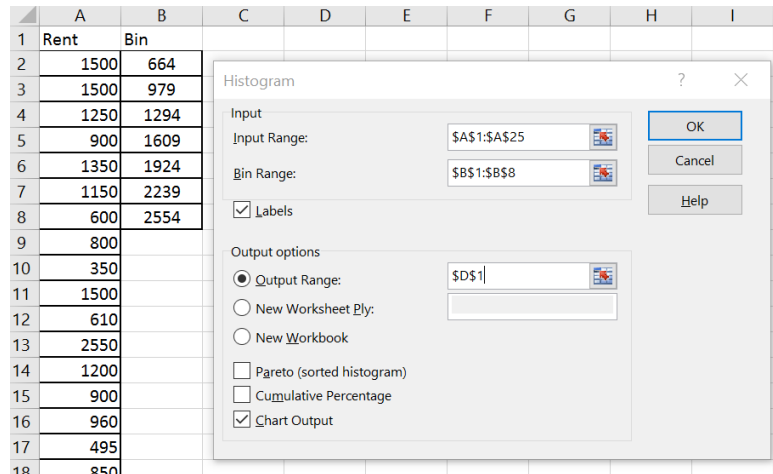 A B C D E F G H I
1 Rent Bin
2 1500 664
3 1500 979
4 1250 1294
5 900 1609
6 1350 1924
7 1150 2239
8 600 2554
9 800
10 350
11 1500
12 610
13 2550
14 1200
15 900
16 960
17 495
18 850
Histogram ?
Input
Input Range: $A$1:$A$25
Bin Range: $B$1:$B$8
Labels
Output options
Output Range: $D$1
New Worksheet Ply:
New Workbook
Pareto (sorted histogram)
Cumulative Percentage
Chart Output
OK
Cancel
Help